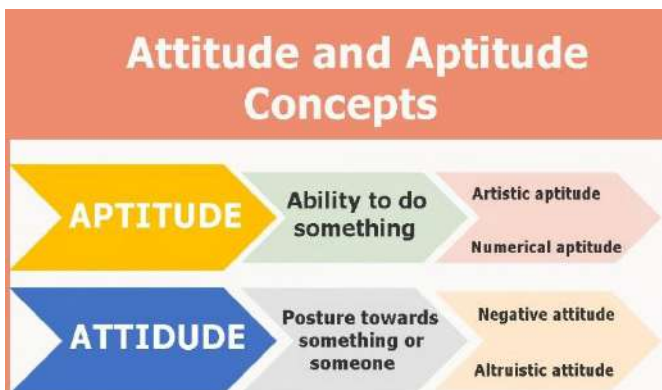 Attitude and Aptitude
Concepts
APTITUDE
Ability to do
something
Artistic aptitude
Numerical aptitude
ATTIDUDE
Posture towards
something or
someone
Negative attitude
Altruistic attitude